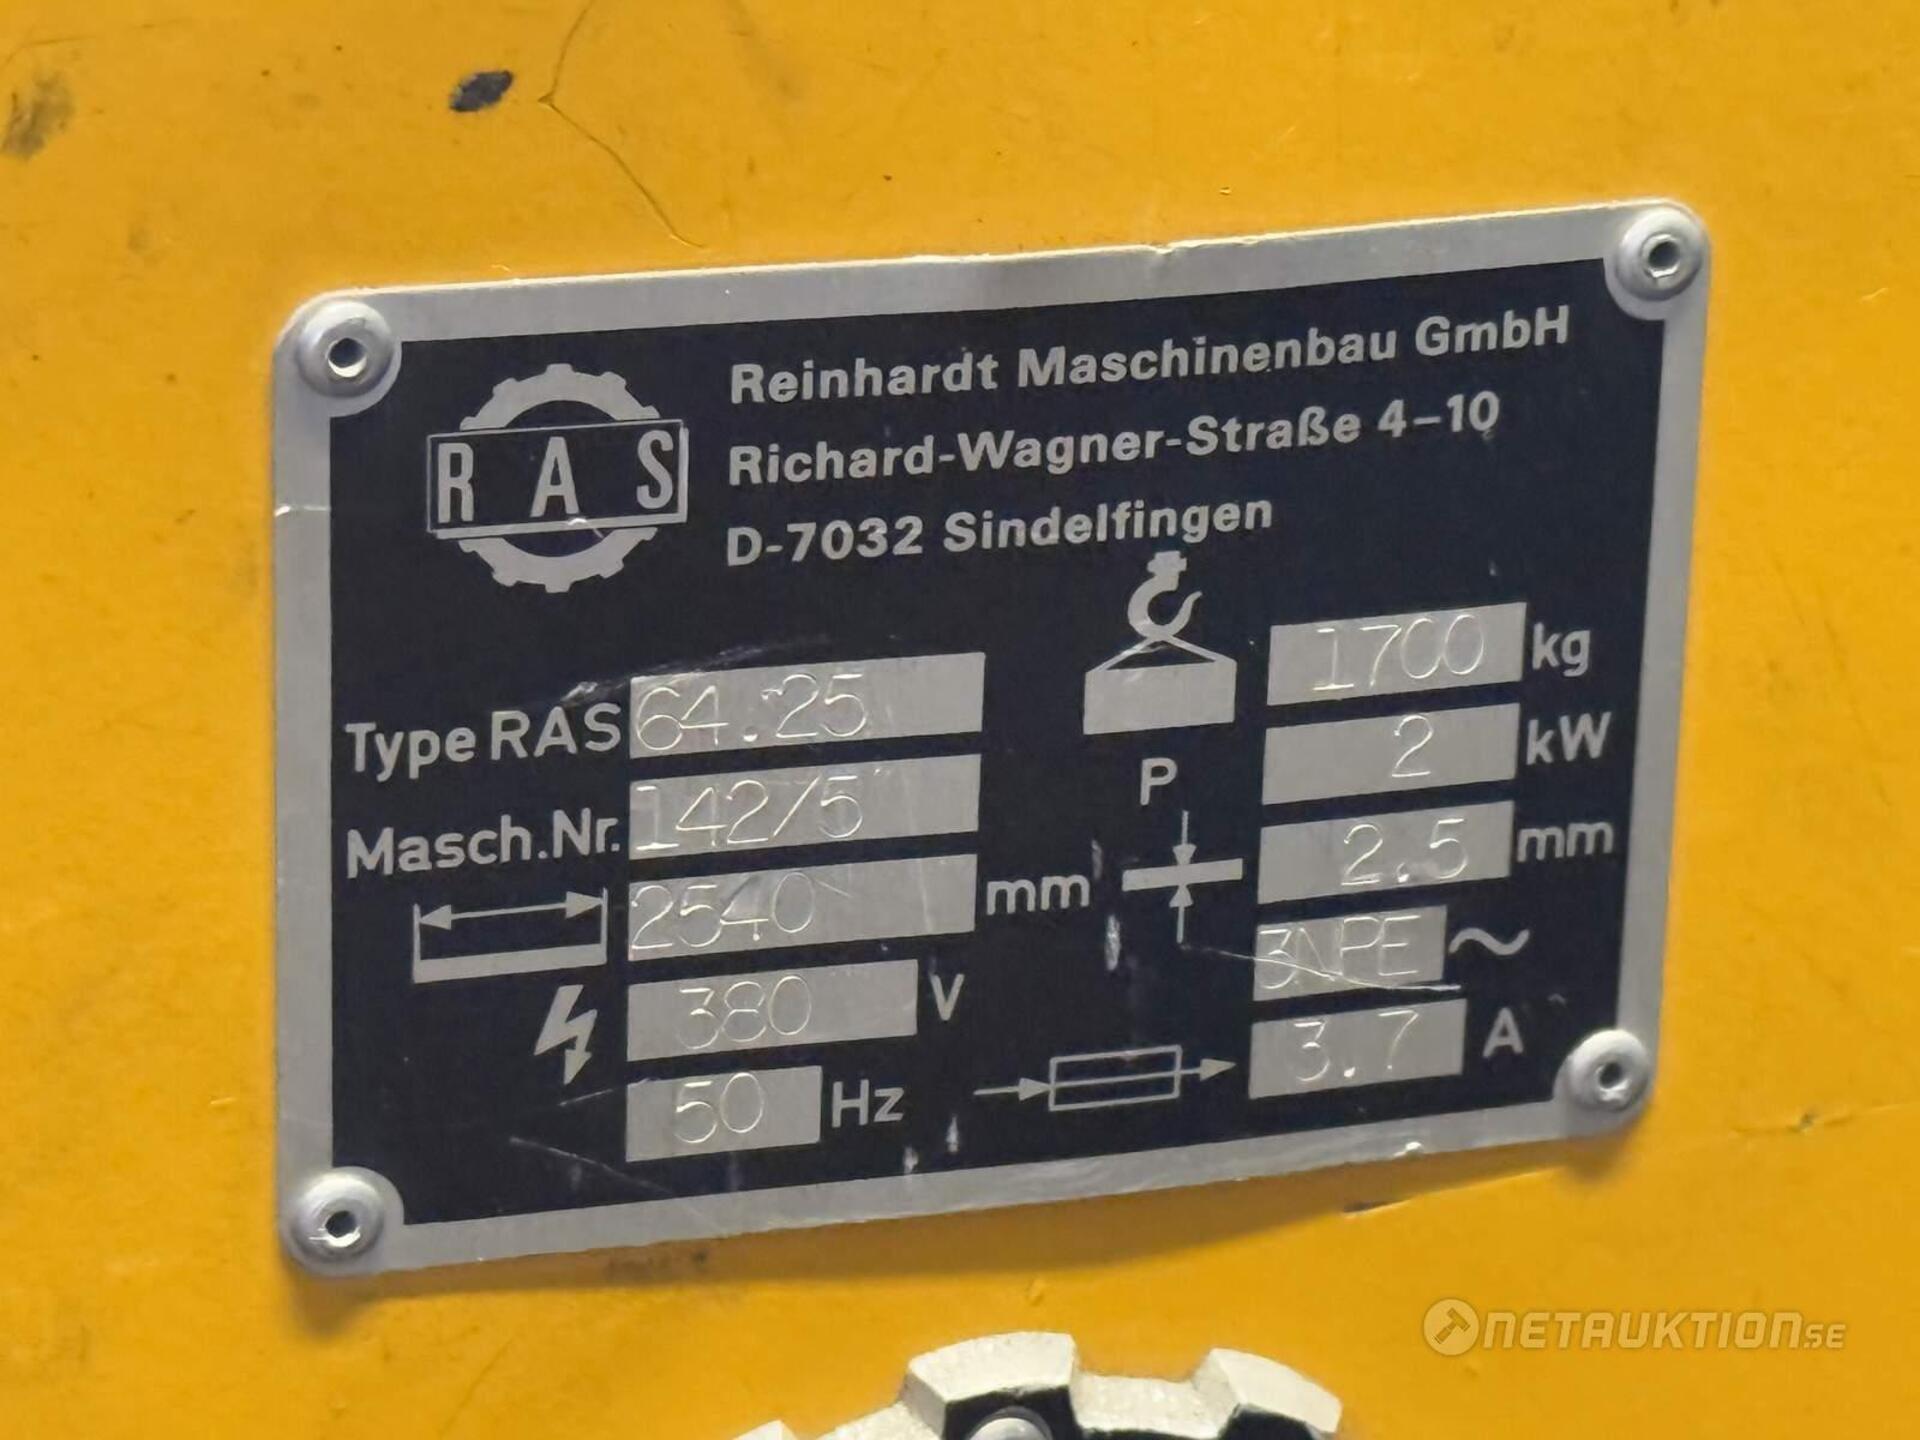 RAS
Reinhardt Maschinenbau GmbH
Richard-Wagner-Straße 4-10
D-7032 Sindelfingen
Type RAS 64.25
1700 kg
Masch.Nr. 142/5
P 2 kW
2540 mm
2.5 mm
380 V
3NPE ~
50 Hz
3.7 A
NETAUKTION.SE